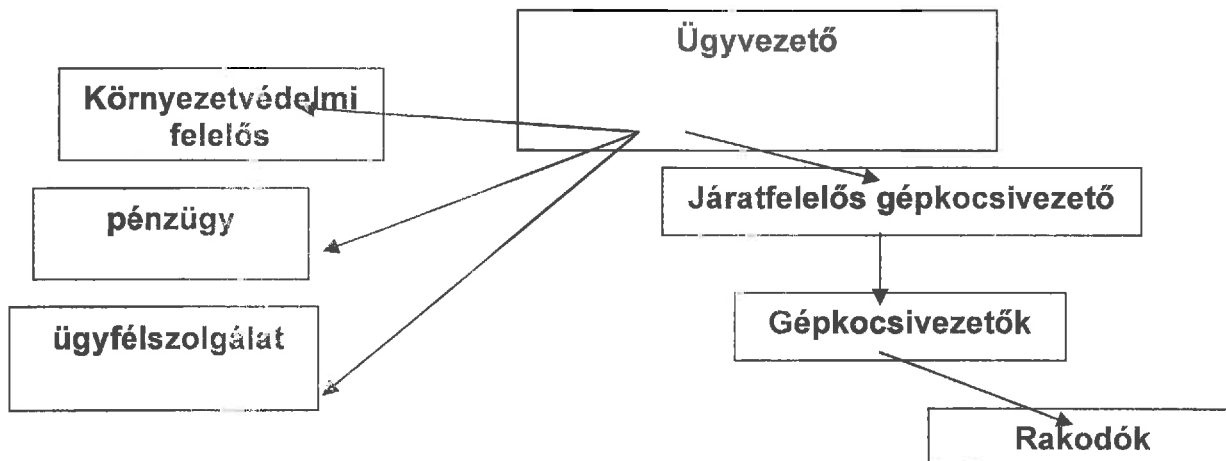 Ügyvezető
Környezetvédelmi
felelős
pénzügy
ügyfélszolgálat
Járatfelelős gépkocsivezető
Gépkocsivezetők
Rakodók